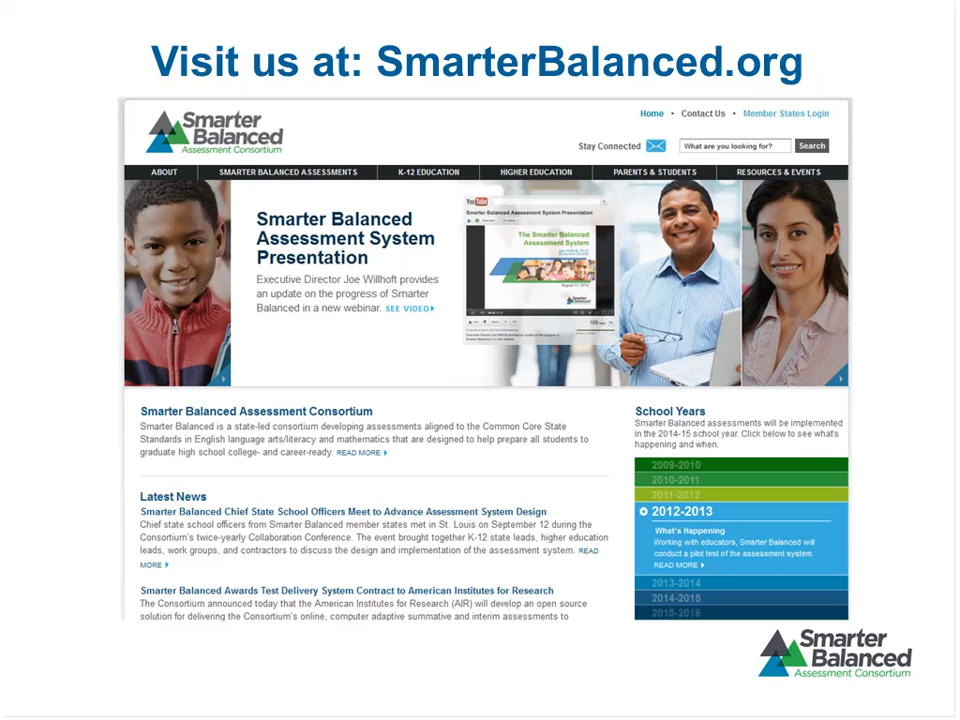 Visit us at: SmarterBalanced.org
Smarter
Balanced
Assessment Consortium
Home • Contact Us • Member States Login
Stay Connected
What are you looking for?
Search
ABOUT
SMARTER BALANCED ASSESSMENTS
K-12 EDUCATION
HIGHER EDUCATION
PARENTS & STUDENTS
RESOURCES & EVENTS
Smarter Balanced
Assessment System
Presentation
Executive Director Joe Willhoft provides
an update on the progress of Smarter
Balanced in a new webinar. SEE VIDEO
YouTube
Smarter Balanced Assessment System Presentation
The Smarter Balanced
Assessment System
Smarter Balanced Assessment Consortium
Smarter Balanced is a state-led consortium developing assessments aligned to the Common Core State
Standards in English language arts/literacy and mathematics that are designed to help prepare all students to
graduate high school college- and career-ready. READ MORE
Latest News
Smarter Balanced Chief State School Officers Meet to Advance Assessment System Design
Chief state school officers from Smarter Balanced member states met in St. Louis on September 12 during the
Consortium's twice-yearly Collaboration Conference. The event brought together K-12 state leads, higher education
leads, work groups, and contractors to discuss the design and implementation of the assessment system. READ
MORE
Smarter Balanced Awards Test Delivery System Contract to American Institutes for Research
The Consortium announced today that the American Institutes for Research (AIR) will develop an open source
solution for delivering the Consortium's online, computer adaptive summative and interim assessments to
School Years
Smarter Balanced assessments will be implemented
in the 2014-15 school year. Click below to see what's
happening and when.
2009-2010
2010-2011
2011-2012
2012-2013
What's Happening
Working with educators, Smarter Balanced will
conduct a pilot test of the assessment system.
READ MORE
2013-2014
2014-2015
2015-2016
Smarter
Balanced
Assessment Consortium